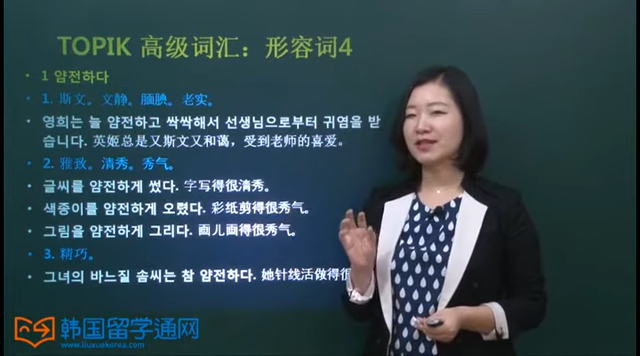 TOPIK 高级词汇：形容词4
1 얌전하다
1. 斯文。文静。腼腆。老实。
영희는 늘 얌전하고 싹싹해서 선생님으로부터 귀염을 받
습니다. 英姬总是又斯文又和蔼，受到老师的喜爱。
2. 雅致。清秀。秀气。
글씨를 얌전하게 썼다. 字写得很清秀。
색종이를 얌전하게 오렸다. 彩纸剪得很秀气。
그림을 얌전하게 그리다. 画儿画得很秀气。
3. 精巧。
그녀의 바느질 솜씨는 참 얌전하다. 她针线活做得很
韩国留学通网
www.liuxuekorea.com